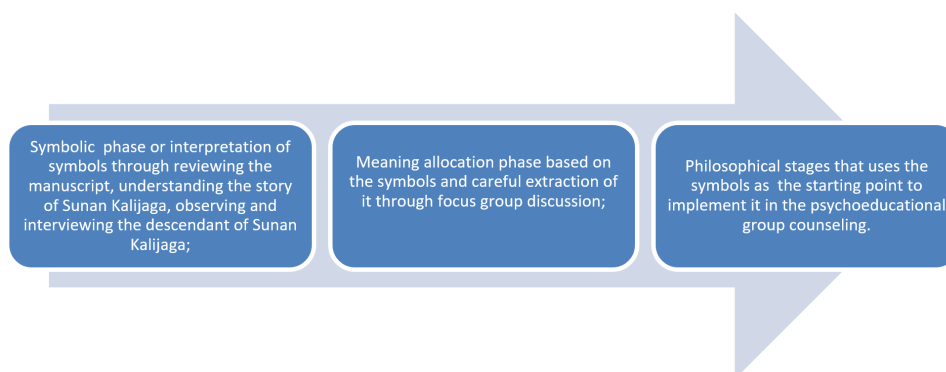 Symbolic phase or interpretation of
symbols through reviewing the
manuscript, understanding the story
of Sunan Kalijaga, observing and
interviewing the descendant of Sunan
Kalijaga;
Meaning allocation phase based on
the symbols and careful extraction of
it through focus group discussion;
Philosophical stages that uses the
symbols as the starting point to
implement it in the psychoeducational
group counseling.